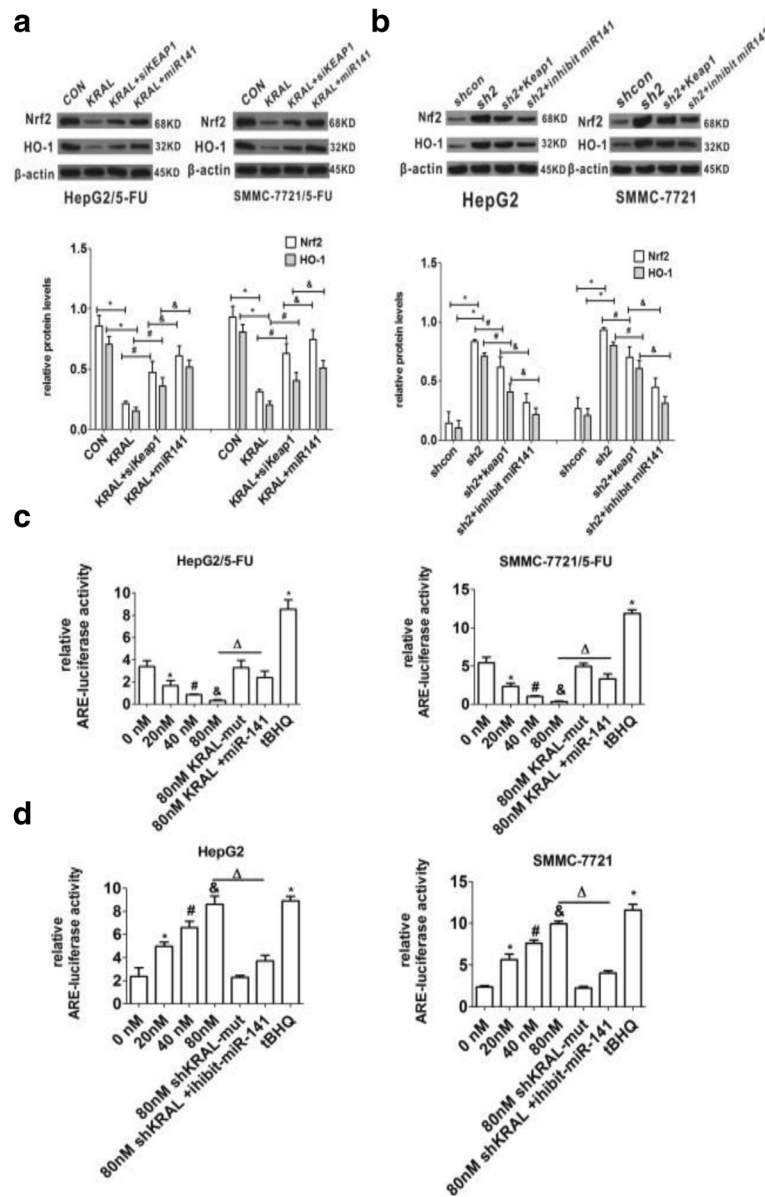 a
CON
KRAL
KRAL+siKEAP1
KRAL+miR141
CON
KRAL
KRAL+siKEAP1
KRAL+miR141
Nrf2
68KD
Nrf2
68KD
HO-1
32KD
HO-1
32KD
β-actin
45KD
β-actin
45KD
HepG2/5-FU
SMMC-7721/5-FU
relative protein levels
1.5
1.0
0.5
0.0
Nrf2
HO-1
* * # # & &
* * # # & &
CON
KRAL
KRAL+siKeap1
KRAL+miR141
CON
KRAL
KRAL+siKeap1
KRAL+miR141
b
shcon
sh2
sh2+Keap1
sh2+inhibit miR141
shcon
sh2
sh2+Keap1
sh2+inhibit miR141
Nrf2
68KD
Nrf2
68KD
HO-1
32KD
HO-1
32KD
β-actin
45KD
β-actin
45KD
HepG2
SMMC-7721
relative protein levels
1.5
1.0
0.5
0.0
Nrf2
HO-1
* * # # & &
* * # # & &
shcon
sh2
sh2+keap1
sh2+inhibit miR141
shcon
sh2
sh2+keap1
sh2+inhibit miR141
c
HepG2/5-FU
relative
ARE-luciferase activity
10
8
6
4
2
0
* # & Δ *
0 nM
20nM
40 nM
80nM
80nM KRAL-mut
80nM KRAL +miR-141
tBHQ
SMMC-7721/5-FU
relative
ARE-luciferase activity
15
10
5
0
* # & Δ *
0 nM
20nM
40 nM
80nM
80nM KRAL-mut
80nM KRAL +miR-141
tBHQ
d
HepG2
relative
ARE-luciferase activity
10
8
6
4
2
0
* # & Δ *
0 nM
20nM
40 nM
80nM
80nM shKRAL-mut
80nM shKRAL +ihibit-miR-141
tBHQ
SMMC-7721
relative
ARE-luciferase activity
15
10
5
0
* # & Δ *
0 nM
20nM
40 nM
80nM
80nM shKRAL-mut
80nM shKRAL +ihibit-miR-141
tBHQ